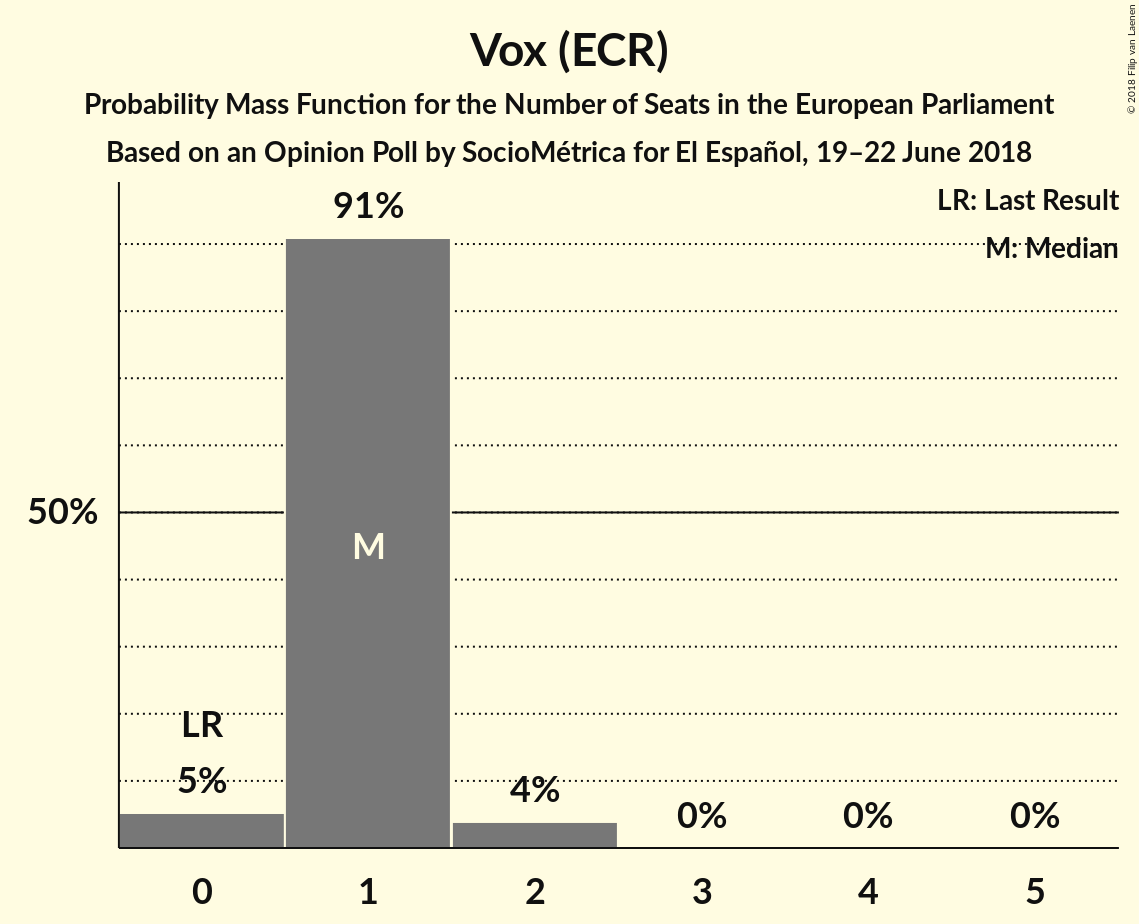 Vox (ECR)
Probability Mass Function for the Number of Seats in the European Parliament
Based on an Opinion Poll by SocioMétrica for El Español, 19–22 June 2018
© 2018 Filip van Laenen
LR: Last Result
M: Median
91%
50%
M
LR
5%
4%
0%
0%
0%
0
1
2
3
4
5